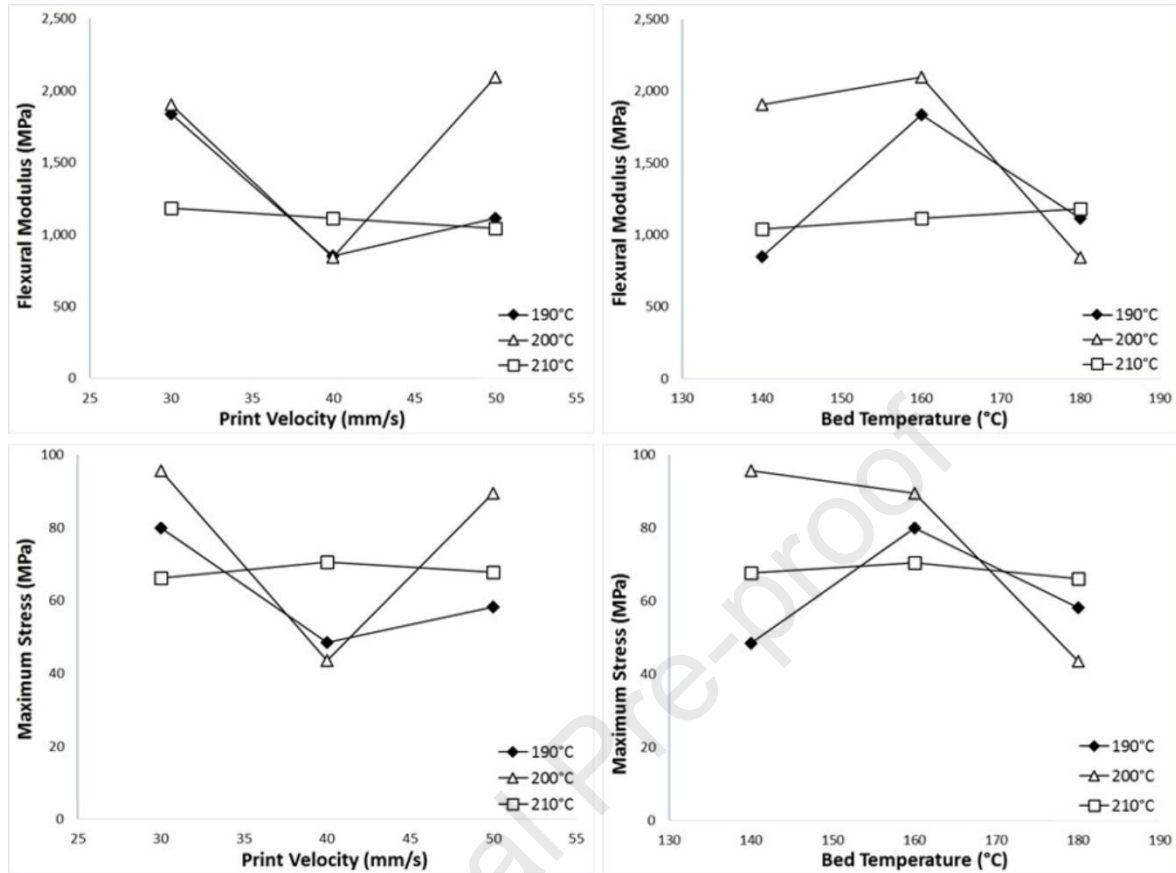 2,500
2,000
1,500
1,000
500
0
Flexural Modulus (MPa)
25 30 35 40 45 50 55
Print Velocity (mm/s)
190°C
200°C
210°C
2,500
2,000
1,500
1,000
500
0
Flexural Modulus (MPa)
130 140 150 160 170 180 190
Bed Temperature (°C)
190°C
200°C
210°C
100
80
60
40
20
0
Maximum Stress (MPa)
25 30 35 40 45 50 55
Print Velocity (mm/s)
190°C
200°C
210°C
100
80
60
40
20
0
Maximum Stress (MPa)
130 140 150 160 170 180 190
Bed Temperature (°C)
190°C
200°C
210°C
al Pre-proof